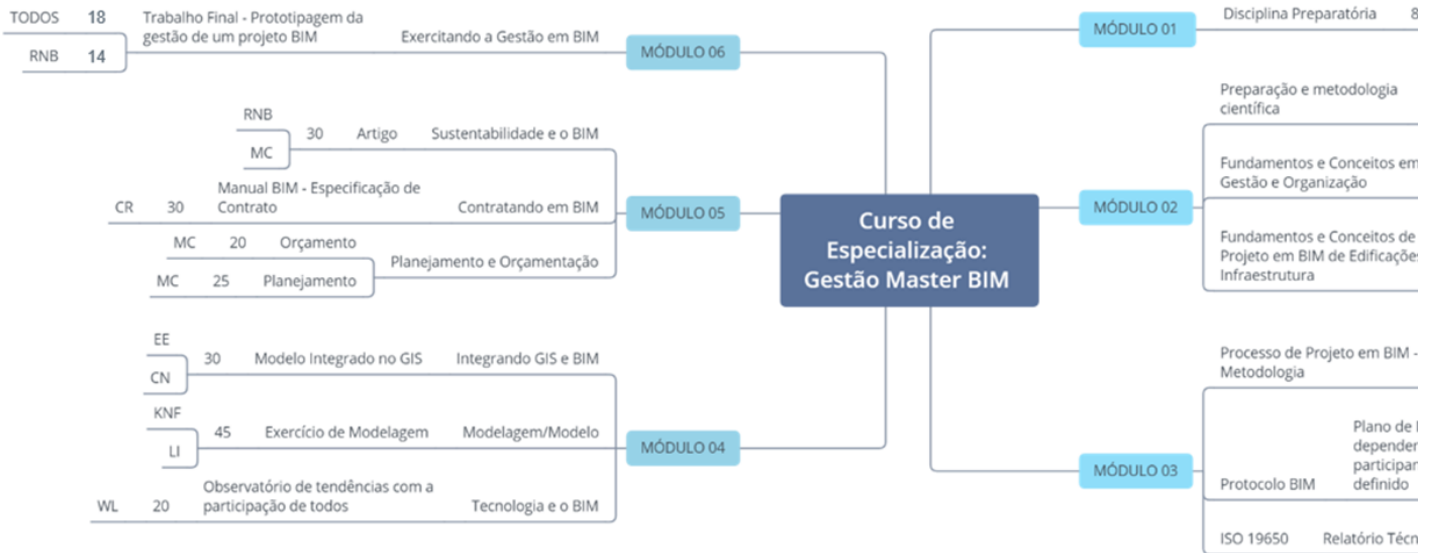 TODOS 18
RNB 14
Trabalho Final - Prototipagem da
gestão de um projeto BIM
Exercitando a Gestão em BIM
MÓDULO 06
RNB
MC
30 Artigo Sustentabilidade e o BIM
CR 30
Manual BIM - Especificação de
Contrato
Contratando em BIM
MC 20 Orçamento
MC 25 Planejamento
Planejamento e Orçamentação
MÓDULO 05
EE
CN
30 Modelo Integrado no GIS Integrando GIS e BIM
KNF
LI
45 Exercício de Modelagem Modelagem/Modelo
WL 20
Observatório de tendências com a
participação de todos
Tecnologia e o BIM
MÓDULO 04
Curso de
Especialização:
Gestão Master BIM
MÓDULO 01
Disciplina Preparatória 8
MÓDULO 02
Preparação e metodologia
científica
Fundamentos e Conceitos em
Gestão e Organização
Fundamentos e Conceitos de
Projeto em BIM de Edificações
Infraestrutura
MÓDULO 03
Processo de Projeto em BIM -
Metodologia
Protocolo BIM
Plano de
definido
ISO 19650 Relatório